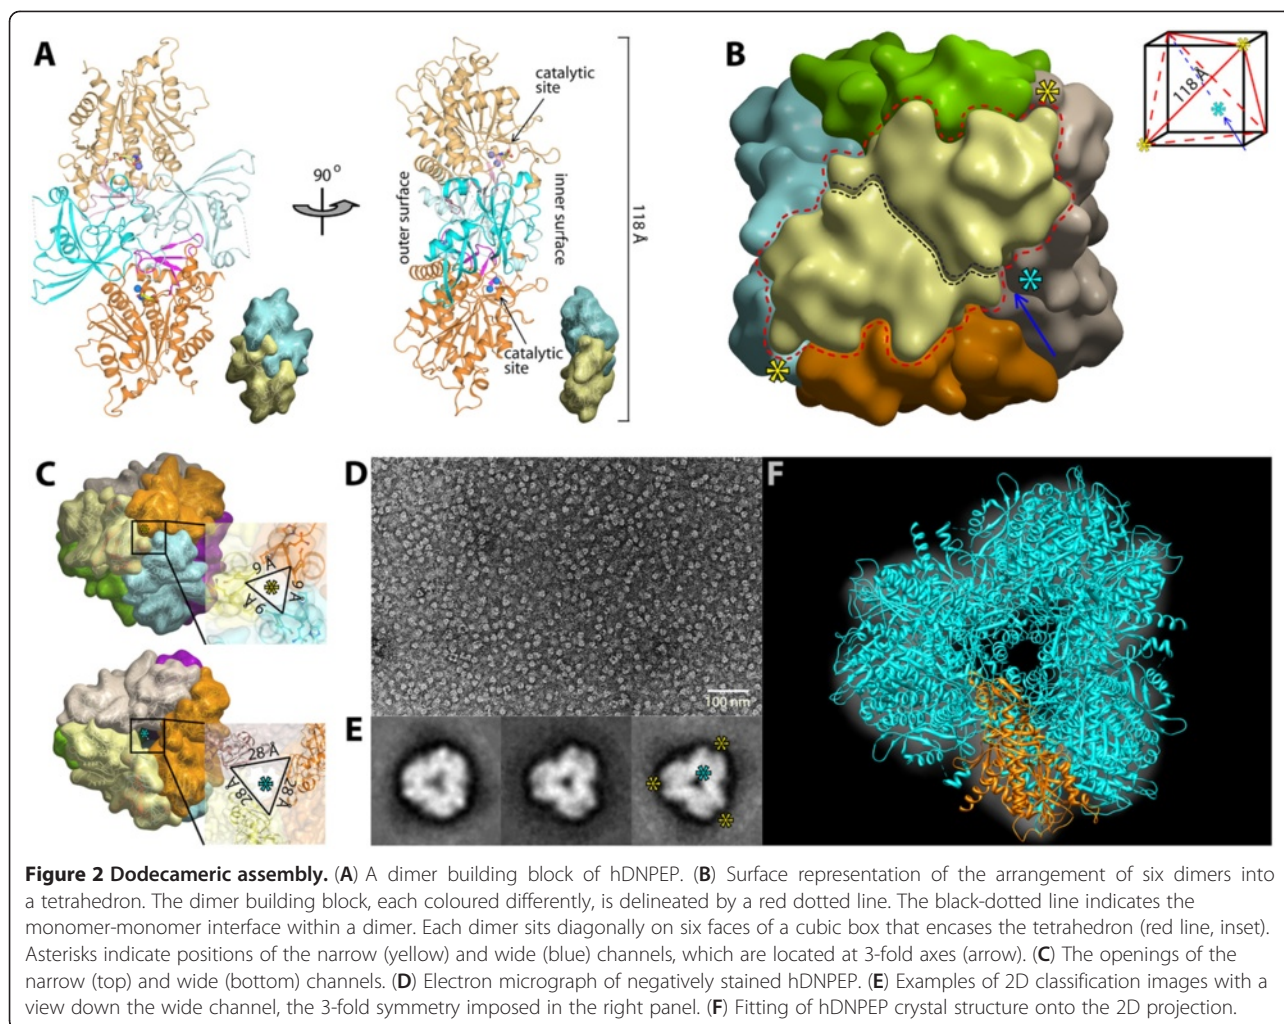 A
90°
outer surface
inner surface
catalytic
site
catalytic
site
118 Å
B
118 Å
C
9 Å
9 Å
9 Å
28 Å
28 Å
28 Å
D
100 nm
E
F
Figure 2 Dodecameric assembly. (A) A dimer building block of hDNPEP. (B) Surface representation of the arrangement of six dimers into
a tetrahedron. The dimer building block, each coloured differently, is delineated by a red dotted line. The black-dotted line indicates the
monomer-monomer interface within a dimer. Each dimer sits diagonally on six faces of a cubic box that encases the tetrahedron (red line, inset).
Asterisks indicate positions of the narrow (yellow) and wide (blue) channels, which are located at 3-fold axes (arrow). (C) The openings of the
narrow (top) and wide (bottom) channels. (D) Electron micrograph of negatively stained hDNPEP. (E) Examples of 2D classification images with a
view down the wide channel, the 3-fold symmetry imposed in the right panel. (F) Fitting of hDNPEP crystal structure onto the 2D projection.